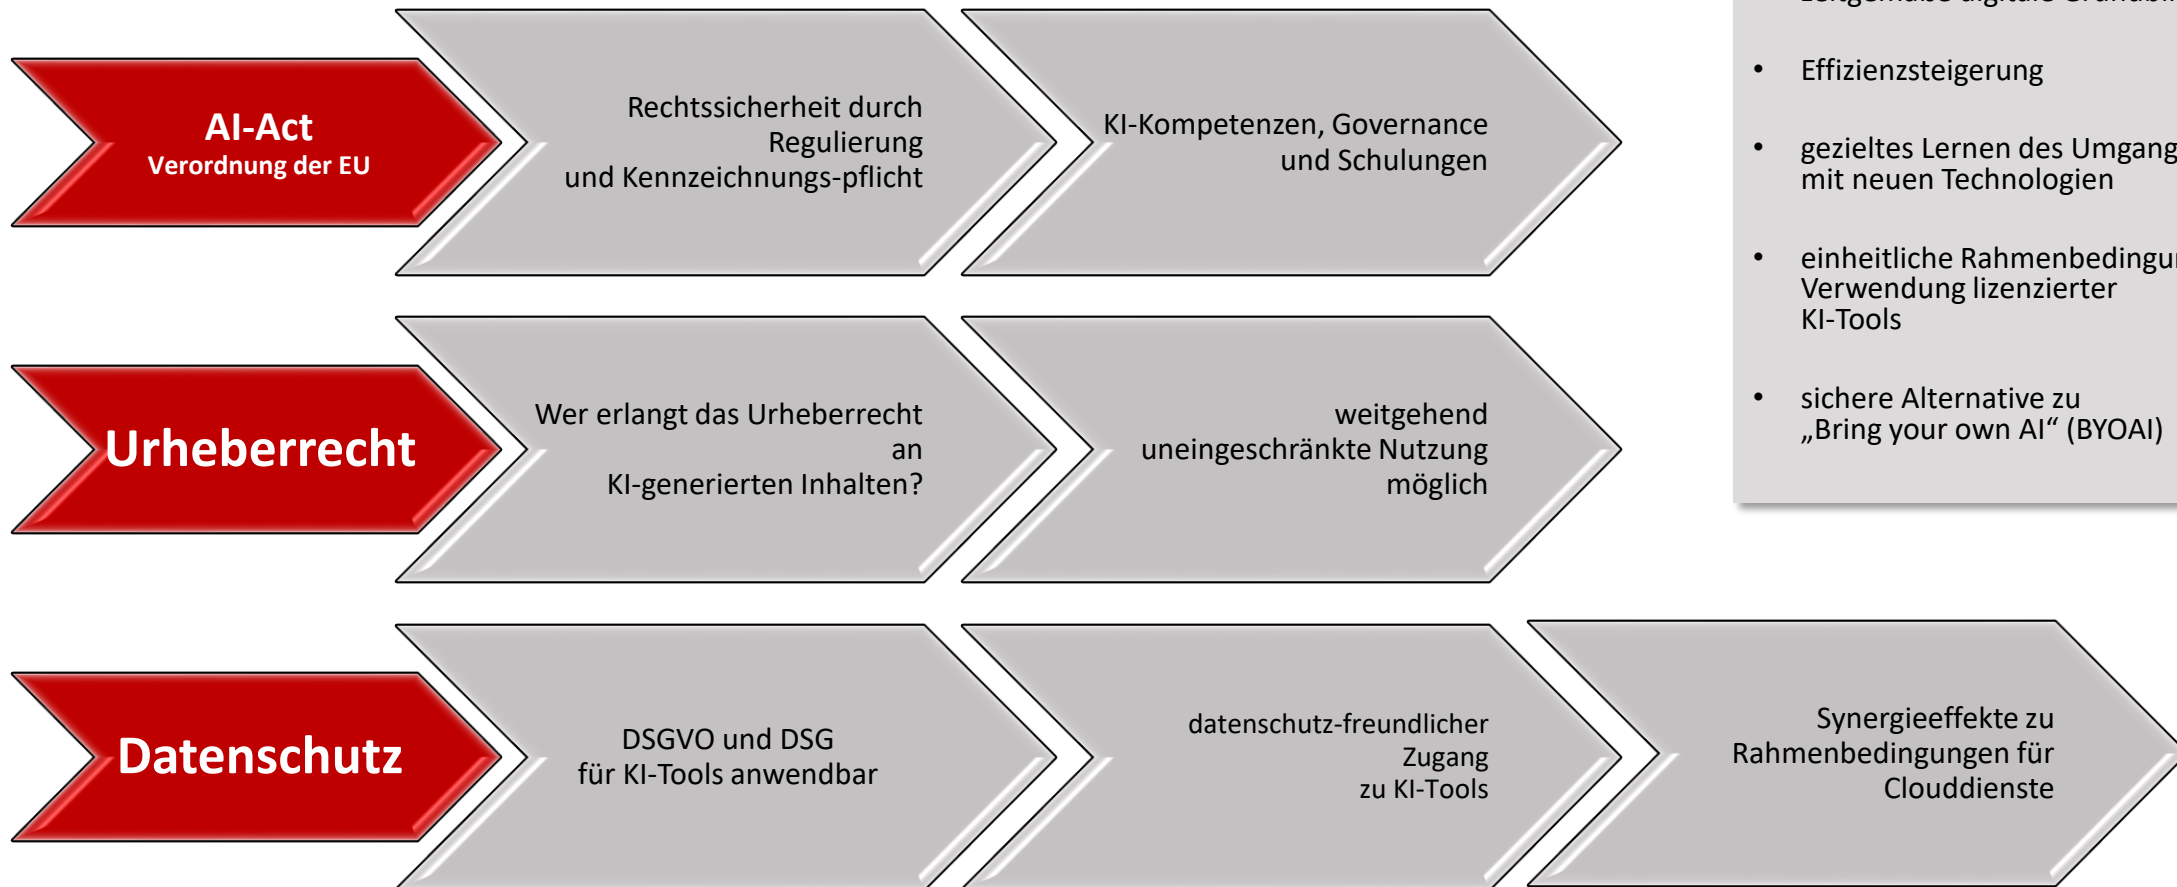 AI-Act
Verordnung der EU
Rechtssicherheit durch
Regulierung
und Kennzeichnungs-pflicht
KI-Kompetenzen, Governance
und Schulungen
Urheberrecht
Wer erlangt das Urheberrecht
an
KI-generierten Inhalten?
weitgehend
uneingeschränkte Nutzung
möglich
Datenschutz
DSGVO und DSG
für KI-Tools anwendbar
datenschutz-freundlicher
Zugang
zu KI-Tools
Synergieeffekte zu
Rahmenbedingungen für
Clouddienste
zeitgemäße digitale
• Effizienzsteigerung
• gezieltes Lernen des Umgang
mit neuen Technologien
• einheitliche
Verwendung lizenzierter
KI-Tools
• sichere Alternative zu
„Bring your own AI“ (BYOAI)